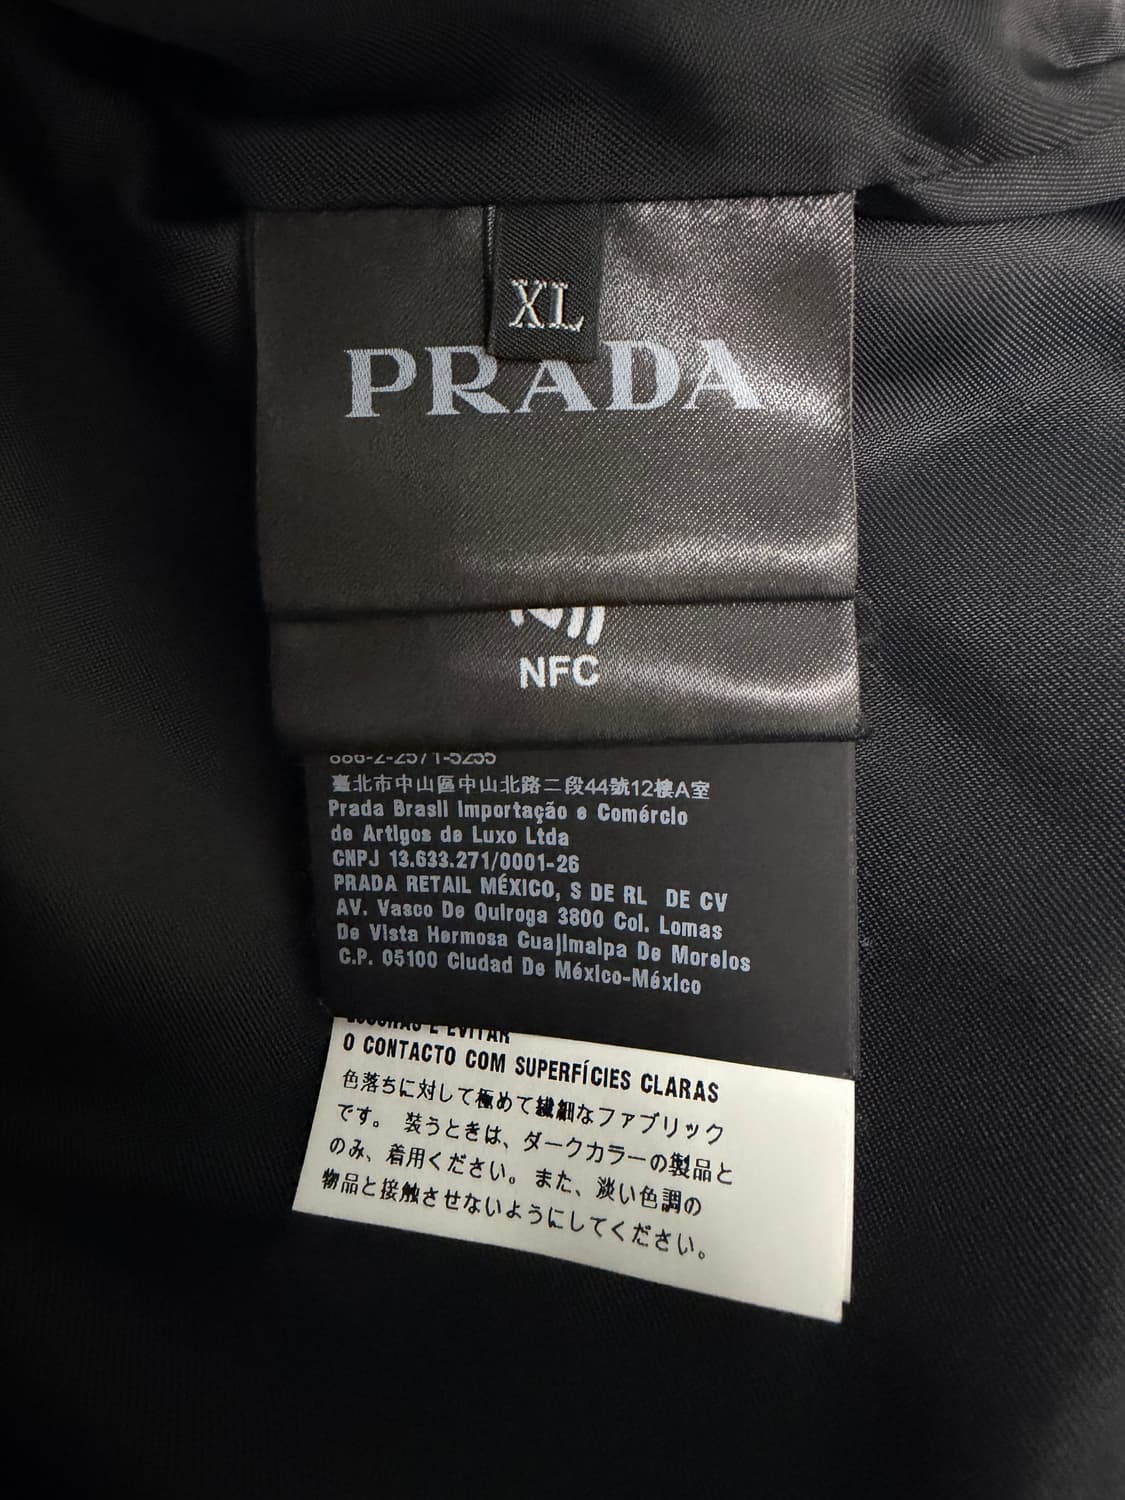 XL
PRADA
NFC
886-2-2571-5255
臺北市中山區中山北路二段44號12樓A室
Prada Brasil Importação e Comércio
de Artigos de Luxo Ltda
CNPJ 13.633.271/0001-26
PRADA RETAIL MÉXICO, S DE RL DE CV
AV. Vasco De Quiroga 3800 Col. Lomas
De Vista Hermosa Cuajimalpa De Morelos
C.P. 05100 Ciudad De México-México
ESCURAS E EVITAR
O CONTACTO COM SUPERFÍCIES CLARAS
色落ちに対して極めて繊細なファブリック
です。 装うときは、ダークカラーの製品と
のみ、着用ください。また、淡い色調の
物品と接触させないようにしてください。